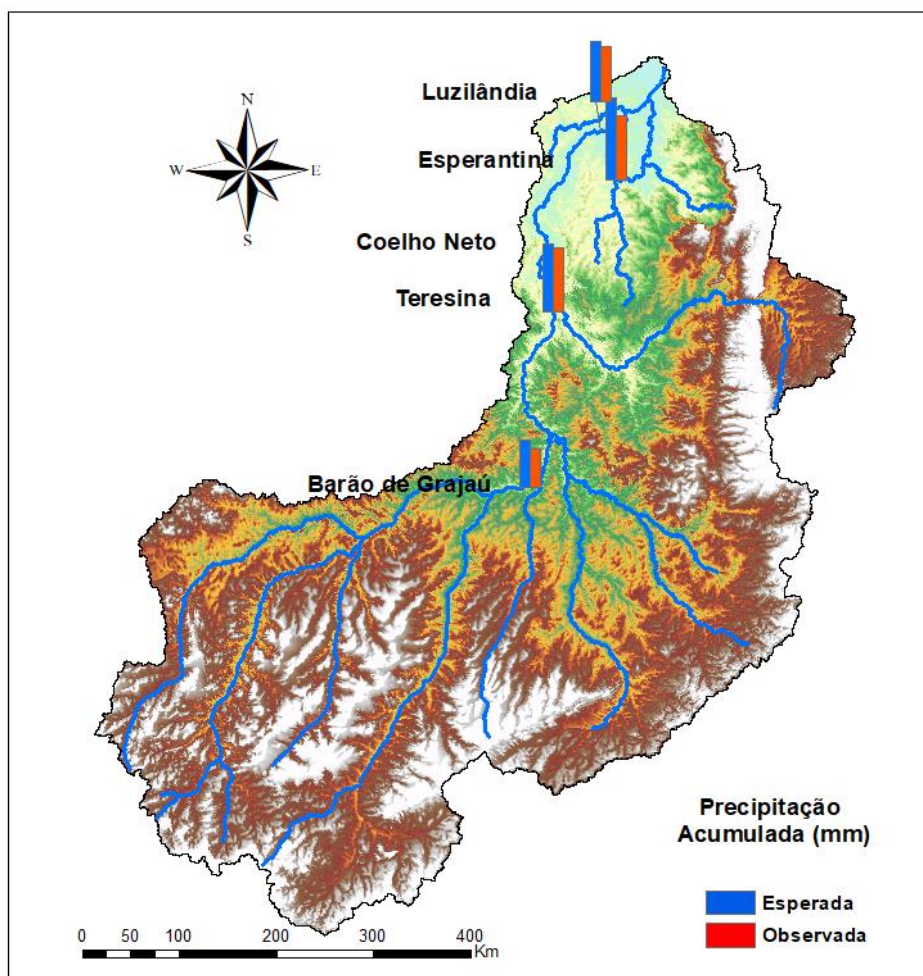 Luzilândia
Esperantina
Coelho Neto
Teresina
Barão de Grajaú
N
W
E
S
Precipitação
Acumulada (mm)
Esperada
Observada
0 50 100 200 300 400
Km